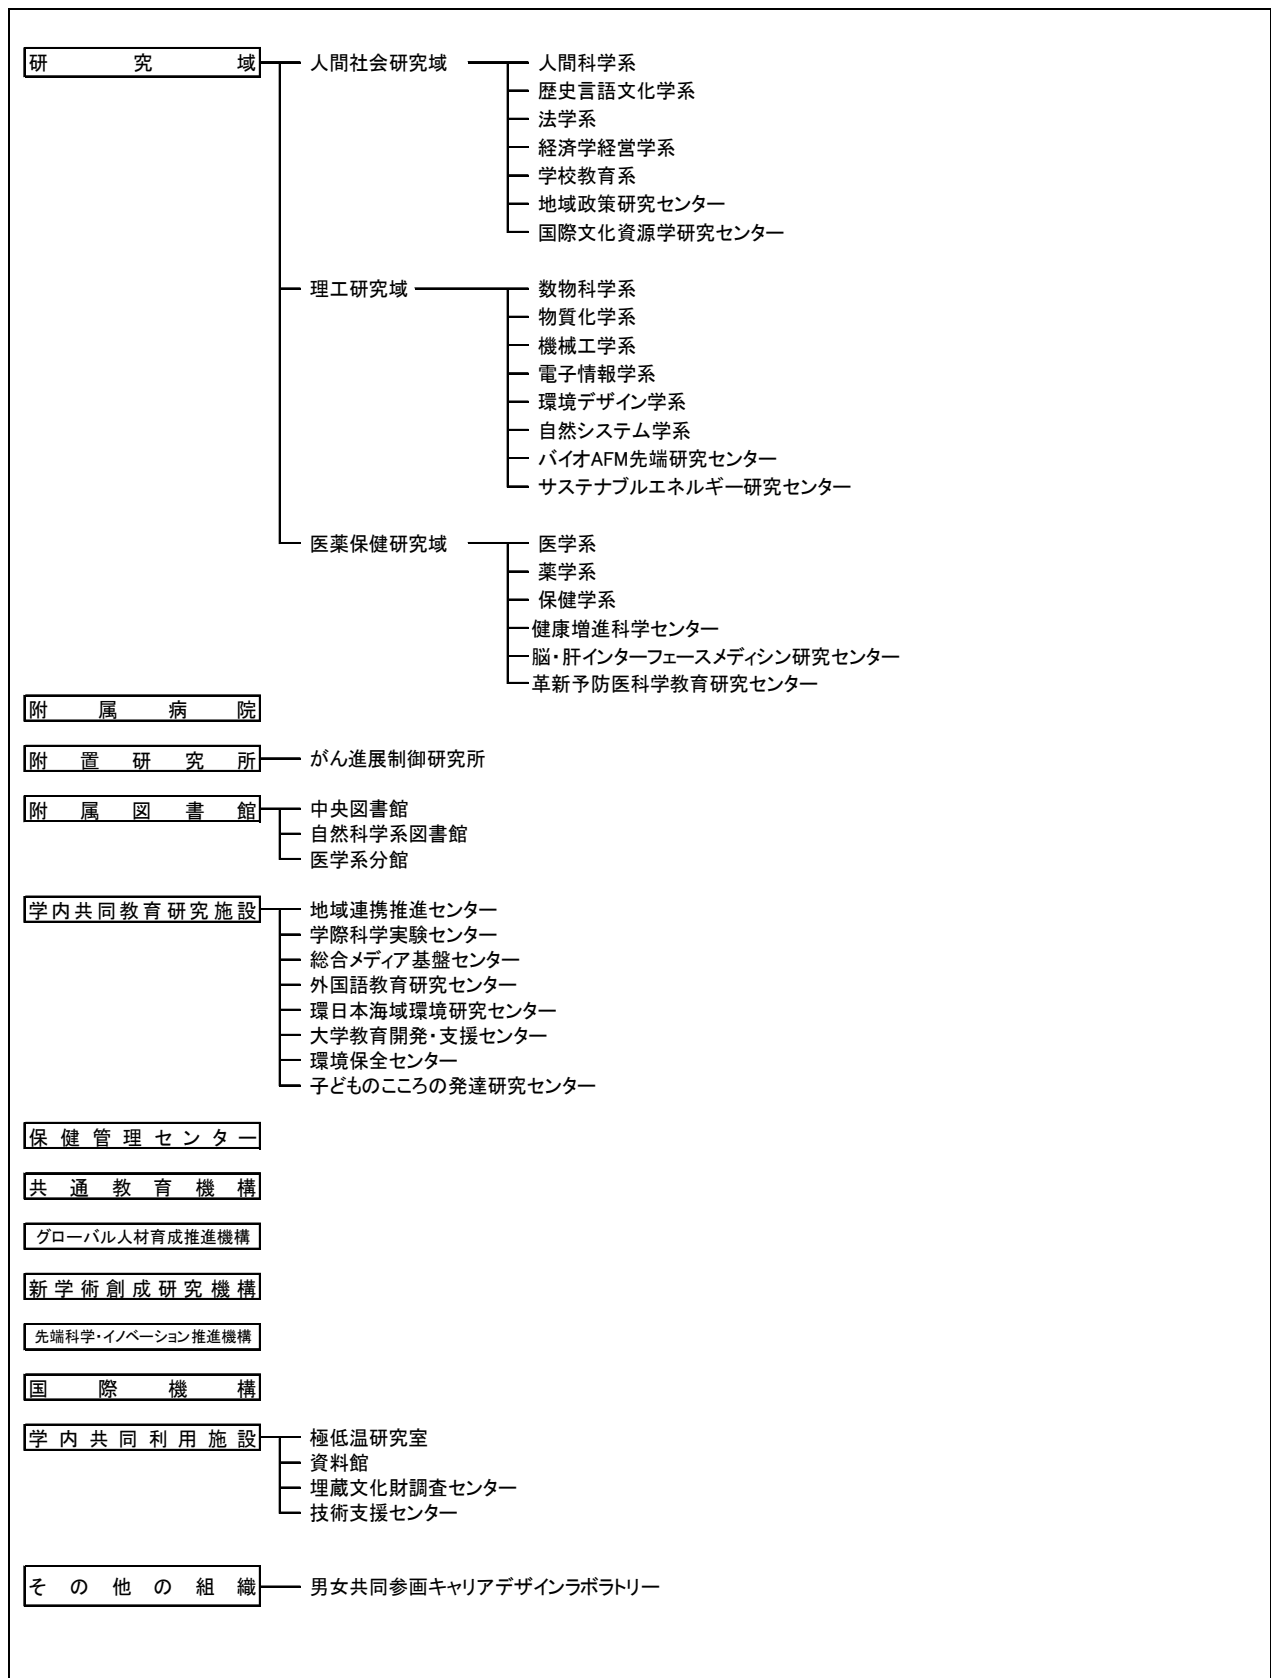 研究域 人間社会研究域 人間科学系
歴史言語文化学系
法学系
経済学経営学系
学校教育系
地域政策研究センター
国際文化資源学研究センター
理工研究域 数物科学系
物質化学系
機械工学系
電子情報学系
環境デザイン学系
自然システム学系
バイオAFM先端研究センター
サステナブルエネルギー研究センター
医薬保健研究域 医学系
薬学系
保健学系
健康増進科学センター
脳・肝インターフェースメディシン研究センター
革新予防医科学教育研究センター
附属病院
附置研究所 がん進展制御研究所
附属図書館 中央図書館
自然科学系図書館
医学系分館
学内共同教育研究施設 地域連携推進センター
学際科学実験センター
総合メディア基盤センター
外国語教育研究センター
環日本海域環境研究センター
大学教育開発・支援センター
環境保全センター
子どものこころの発達研究センター
保健管理センター
共通教育機構
グローバル人材育成推進機構
新学術創成研究機構
先端科学・イノベーション推進機構
国際機構
学内共同利用施設 極低温研究室
資料館
埋蔵文化財調査センター
技術支援センター
その他の組織 男女共同参画キャリアデザインラボラトリー